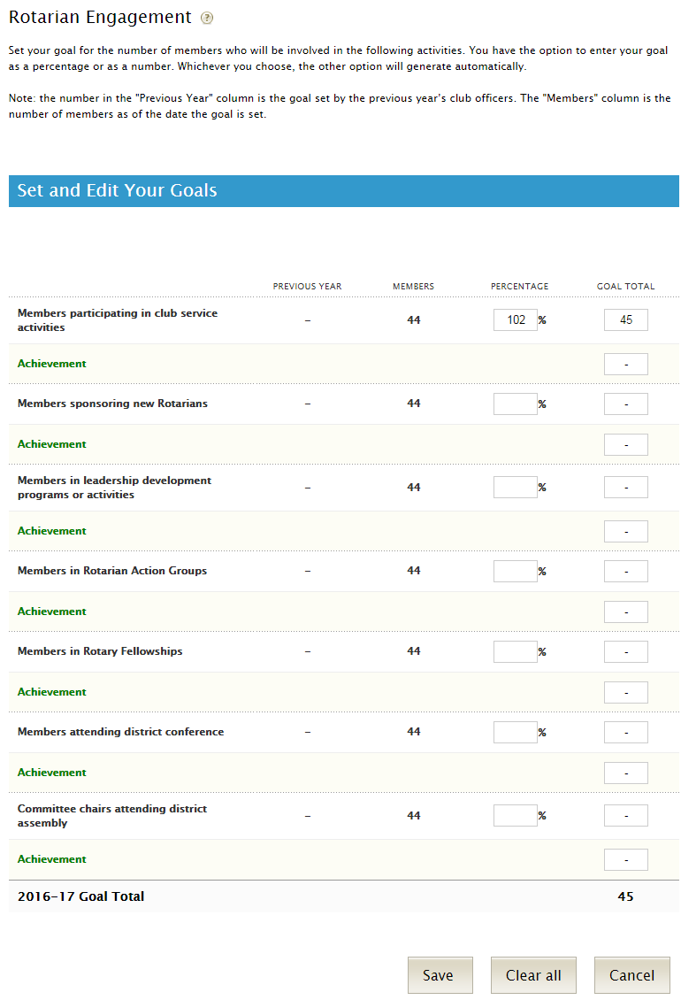 Rotarian Engagement ?
Set your goal for the number of members who will be involved in the following activities. You have the option to enter your goal
as a percentage or as a number. Whichever you choose, the other option will generate automatically.
Note: the number in the "Previous Year" column is the goal set by the previous year's club officers. The "Members" column is the
number of members as of the date the goal is set.
Set and Edit Your Goals
PREVIOUS YEAR MEMBERS PERCENTAGE GOAL TOTAL
Members participating in club service
activities
– 44 102 % 45
Achievement -
Members sponsoring new Rotarians – 44 % -
Achievement -
Members in leadership development
programs or activities
– 44 % -
Achievement -
Members in Rotarian Action Groups – 44 % -
Achievement -
Members in Rotary Fellowships – 44 % -
Achievement -
Members attending district conference – 44 % -
Achievement -
Committee chairs attending district
assembly
– 44 % -
Achievement -
2016–17 Goal Total 45
Save Clear all Cancel